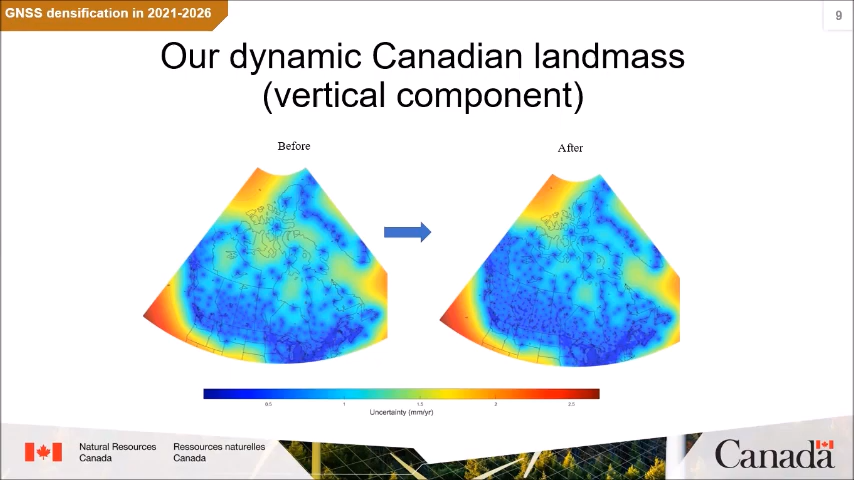 GNSS densification in 2021-2026
9
Our dynamic Canadian landmass
(vertical component)
Before
After
0.5 1 1.5 2 2.5
Uncertainty (mm/yr)
Natural Resources
Canada
Ressources naturelles
Canada
Canada